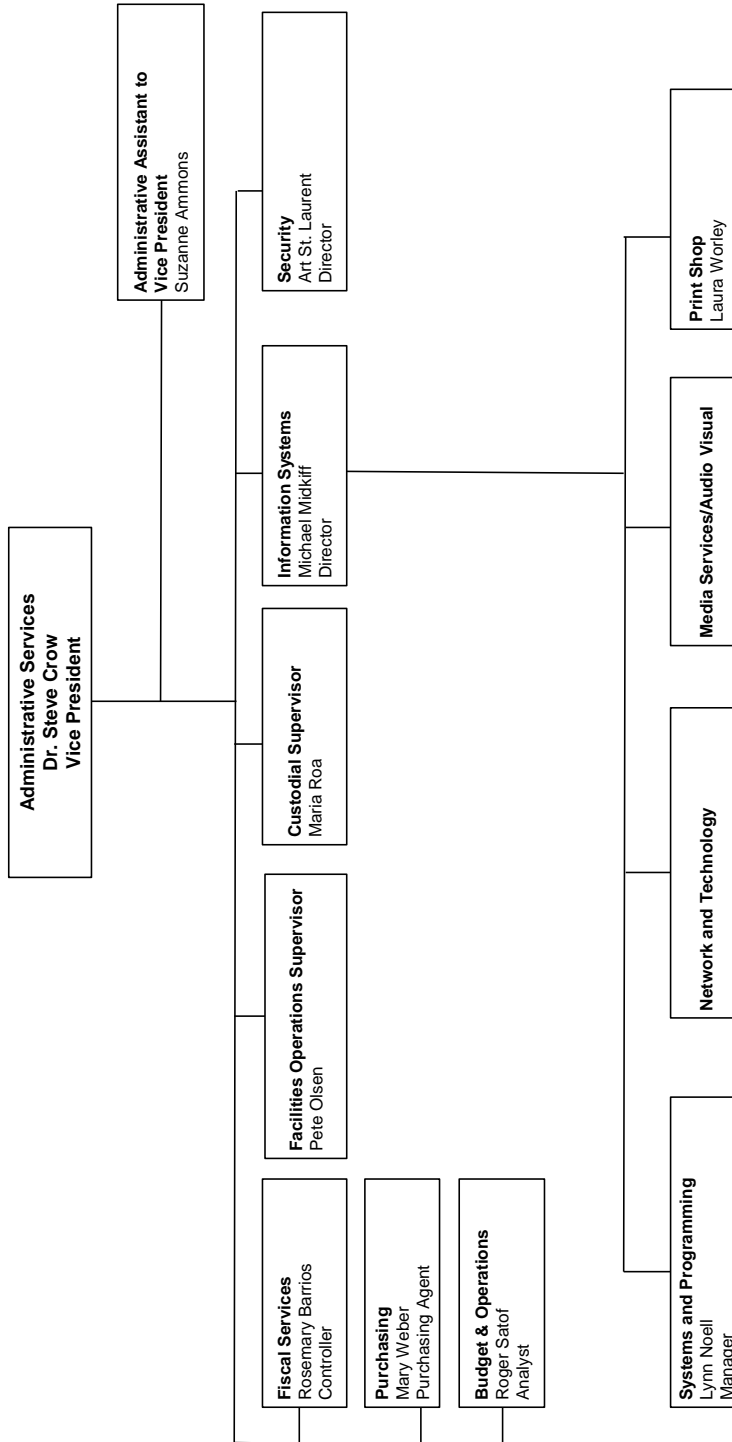 Administrative Services
Dr. Steve Crow
Vice President
Administrative Assistant to
Vice President
Suzanne Ammons
Fiscal Services
Rosemary Barrios
Controller
Facilities Operations Supervisor
Pete Olsen
Custodial Supervisor
Maria Roa
Information Systems
Michael Midkiff
Director
Security
Art St. Laurent
Director
Purchasing
Mary Weber
Purchasing Agent
Budget & Operations
Roger Satof
Analyst
Systems and Programming
Lynn Noell
Manager
Network and Technology
Media Services/Audio Visual
Print Shop
Laura Worley